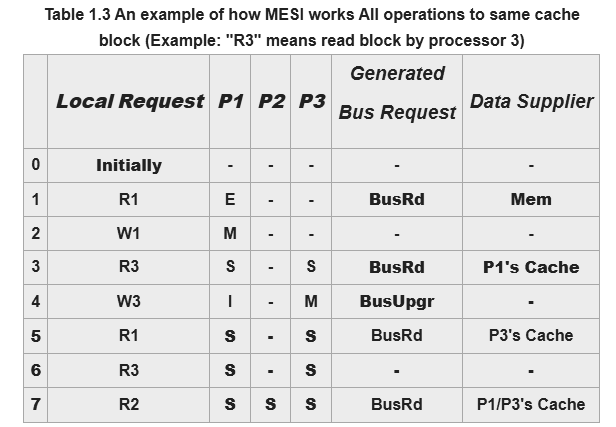 Table 1.3 An example of how MESI works All operations to same cache
block (Example: "R3" means read block by processor 3)
Local Request P1 P2 P3 Generated Bus Request Data Supplier
0 Initially - - - - -
1 R1 E - - BusRd Mem
2 W1 M - - - -
3 R3 S - S BusRd P1's Cache
4 W3 I - M BusUpgr -
5 R1 S - S BusRd P3's Cache
6 R3 S - S - -
7 R2 S S S BusRd P1/P3's Cache